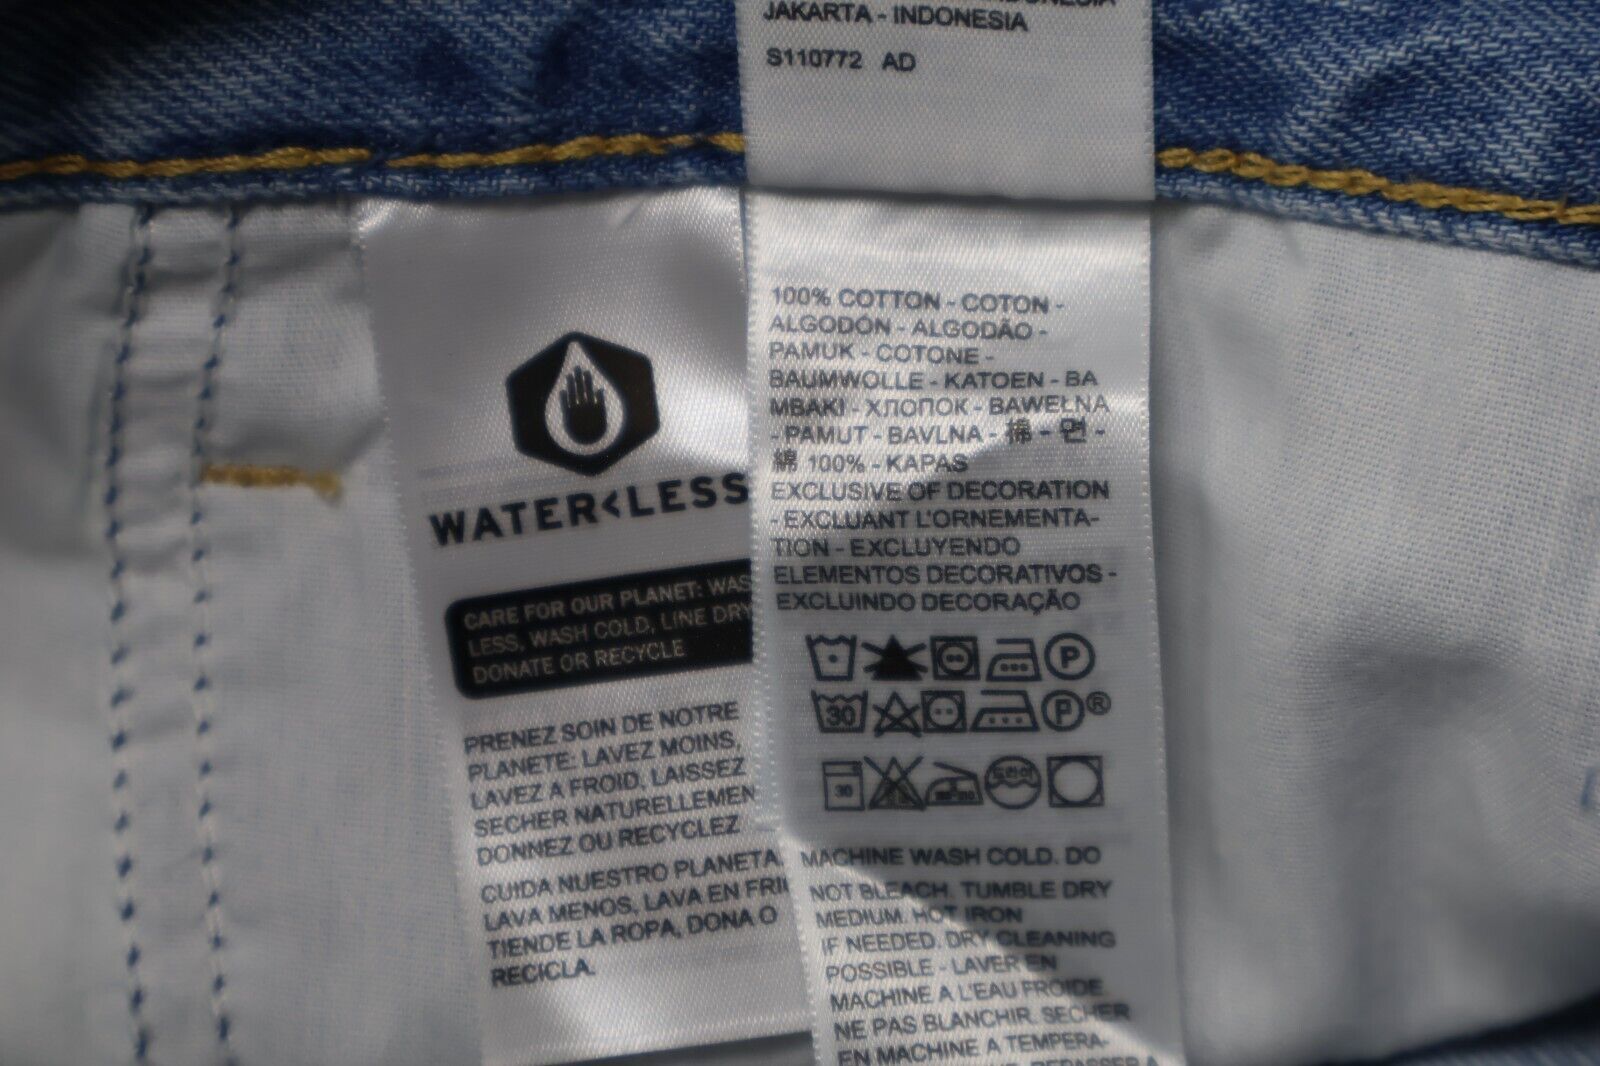 JAKARTA - INDONESIA
S110772 AD
WATER<LESS
CARE FOR OUR PLANET:
LESS, WASH COLD, LINE DRY
DONATE OR RECYCLE
PRENEZ SOIN DE NOTRE
PLANETE: LAVEZ MOINS,
LAVEZ A FROID, LAISSEZ
SECHER
DONNEZ OU RECYCLEZ
CUIDA NUESTRO PLANETA.
LAVA MENOS, LAVA EN
TIENDE LA ROPA, DONA O
RECICLA.
100% COTTON - COTON -
ALGODÓN - ALGODÃO -
PAMUK - COTONE -
BAUMWOLLE - KATOEN - BA
MBAKI - ХЛОПОК - BAWEŁNA
- PAMUT - BAVLNA - 棉 - 면 -
綿 100% - KAPAS
EXCLUSIVE OF DECORATION
- EXCLUANT L'ORNEMENTA-
TION - EXCLUYENDO
ELEMENTOS DECORATIVOS -
EXCLUINDO DECORAÇÃO
P
30 P®
30 드라이
MACHINE WASH COLD. DO
NOT BLEACH. TUMBLE DRY
MEDIUM. HOT IRON
IF NEEDED. DRY CLEANING
POSSIBLE - LAVER EN
MACHINE A L'EAU FROIDE
NE PAS BLANCHIR. SECHER
EN MACHINE A TEMPERA-